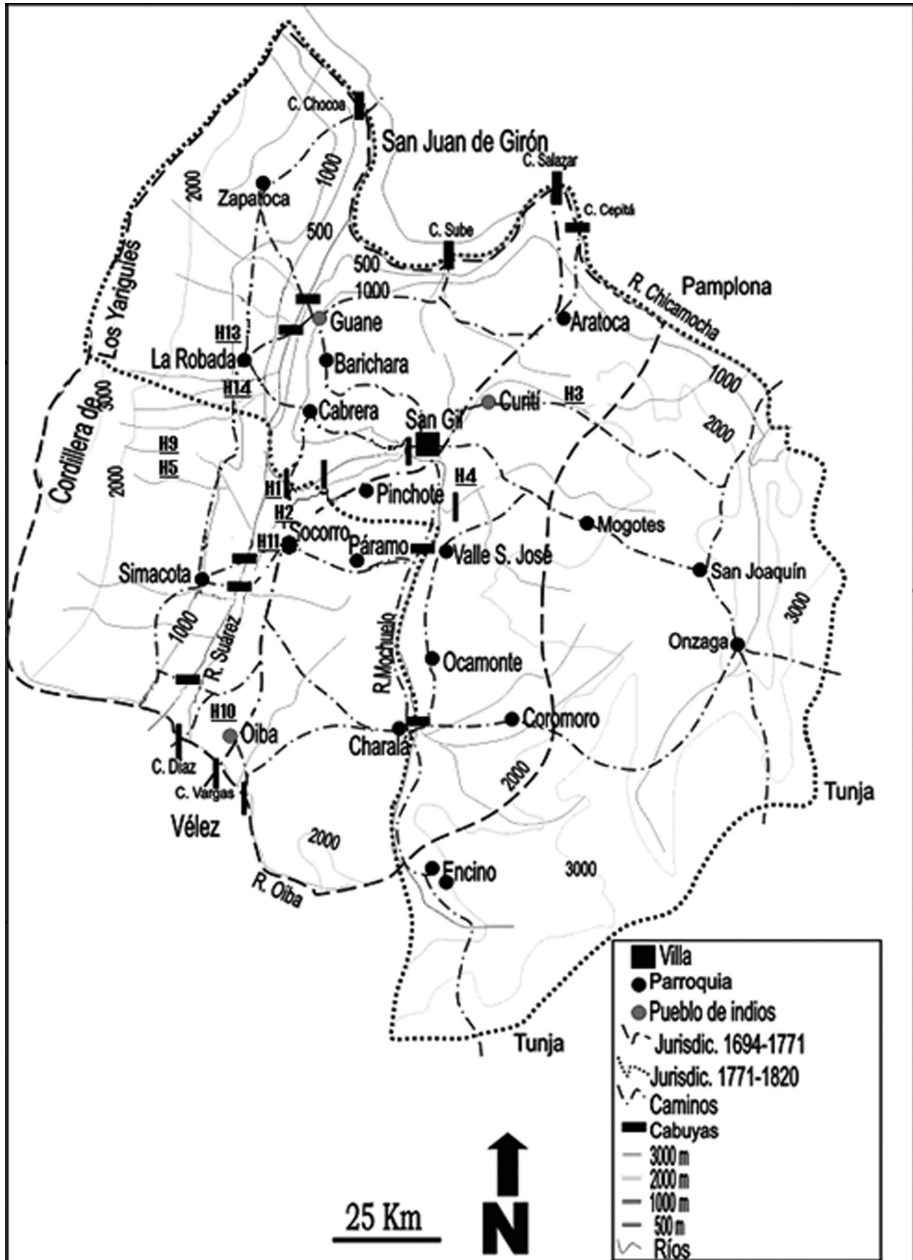 C. Chocoa
San Juan de Girón
C. Salazar
1000
2000
Zapatoca
C. Cepitá
C. Sube
500
500
R. Chicamocha
Pamplona
1000
Los Yariguíes
Guane
Aratoca
H13
La Robada
Barichara
1000
3000
H14
Curití
H3
Cabrera
San Gil
2000
Cordillera de
H9
H5
2000
H1
Pinchote
H4
H2
Socorro
Mogotes
H11
Páramo
Valle S. José
Simacota
San Joaquín
3000
1000
R. Suárez
R. Mochuelo
Onzaga
Ocamonte
H10
Oiba
Coromoro
Charalá
C. Diaz
2000
C. Vargas
Tunja
Vélez
2000
Encino
3000
R. Oiba
Tunja
Villa
Parroquia
Pueblo de indios
Jurisdic. 1694-1771
Jurisdic. 1771-1820
Caminos
Cabuyas
3000 m
2000 m
1000 m
500 m
Ríos
25 Km
N